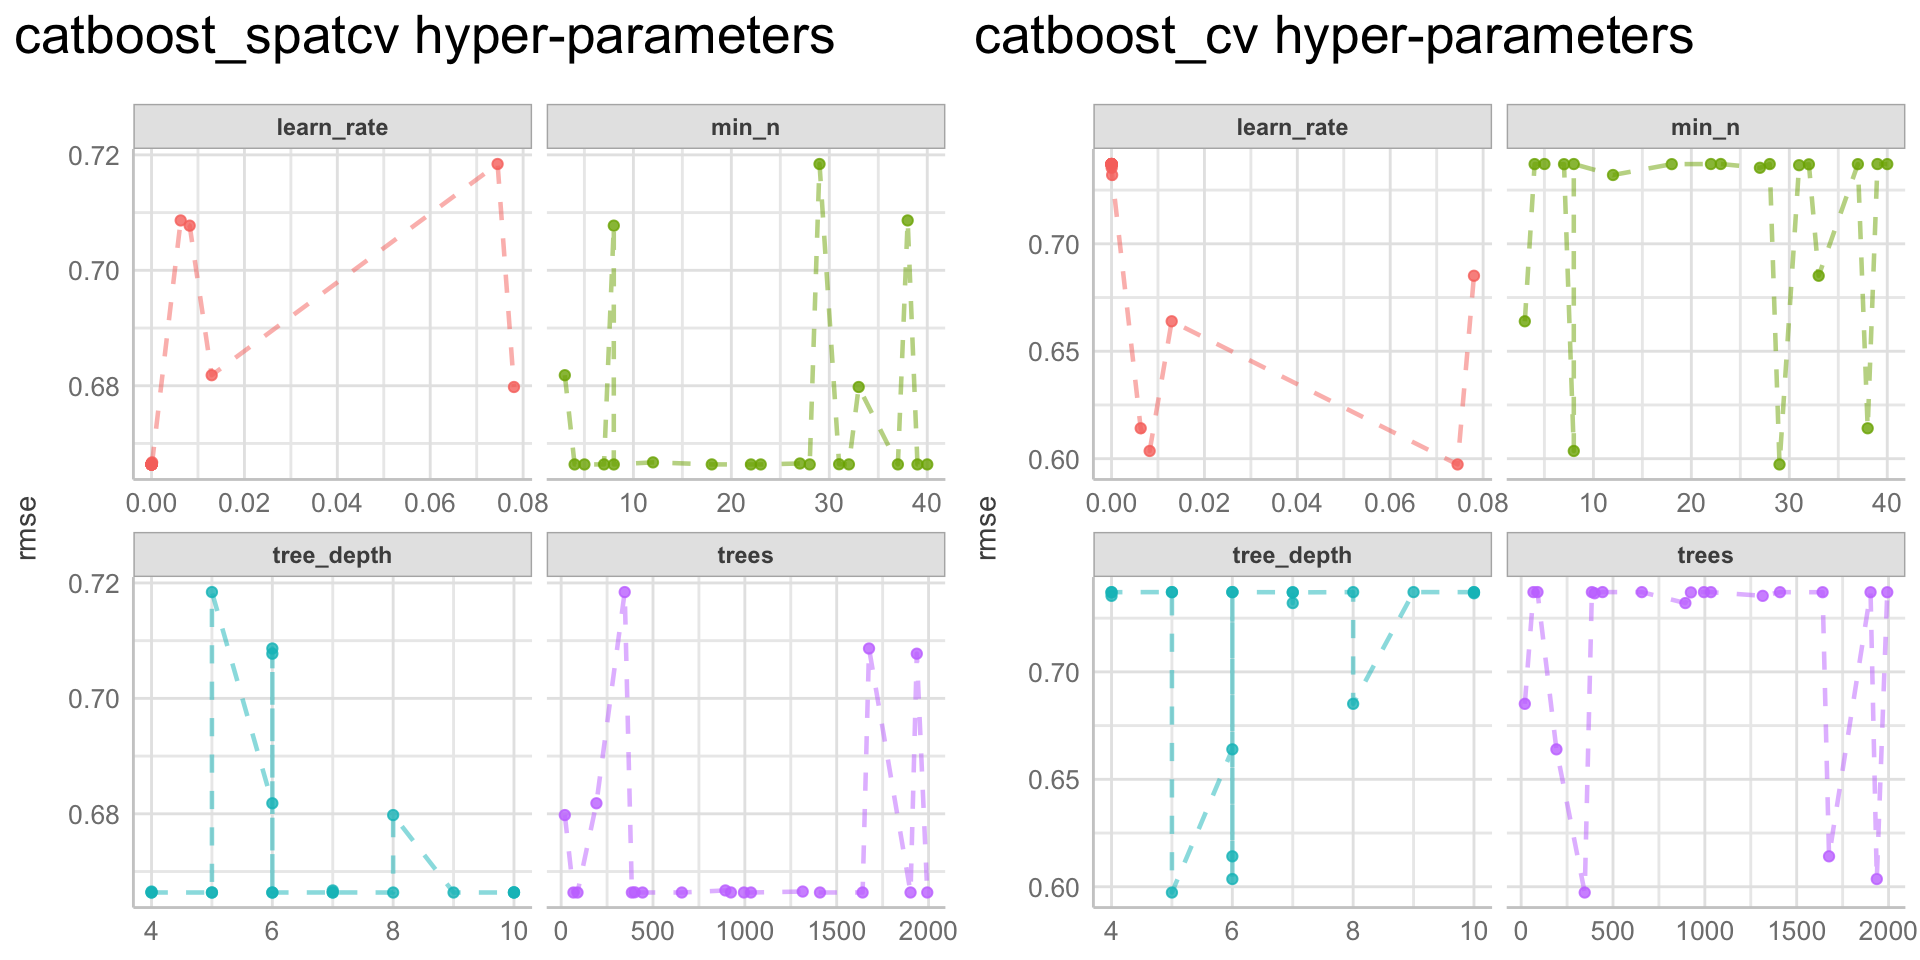 catboost_spatcv hyper-parameters
learn_rate
min_n
0.72
0.70
0.68
0.00 0.02 0.04 0.06 0.08
10 20 30 40
rmse
tree_depth
trees
0.72
0.70
0.68
4 6 8 10
0 500 1000 1500 2000
catboost_cv hyper-parameters
learn_rate
min_n
0.70
0.65
0.60
0.00 0.02 0.04 0.06 0.08
10 20 30 40
rmse
tree_depth
trees
0.70
0.65
0.60
4 6 8 10
0 500 1000 1500 2000